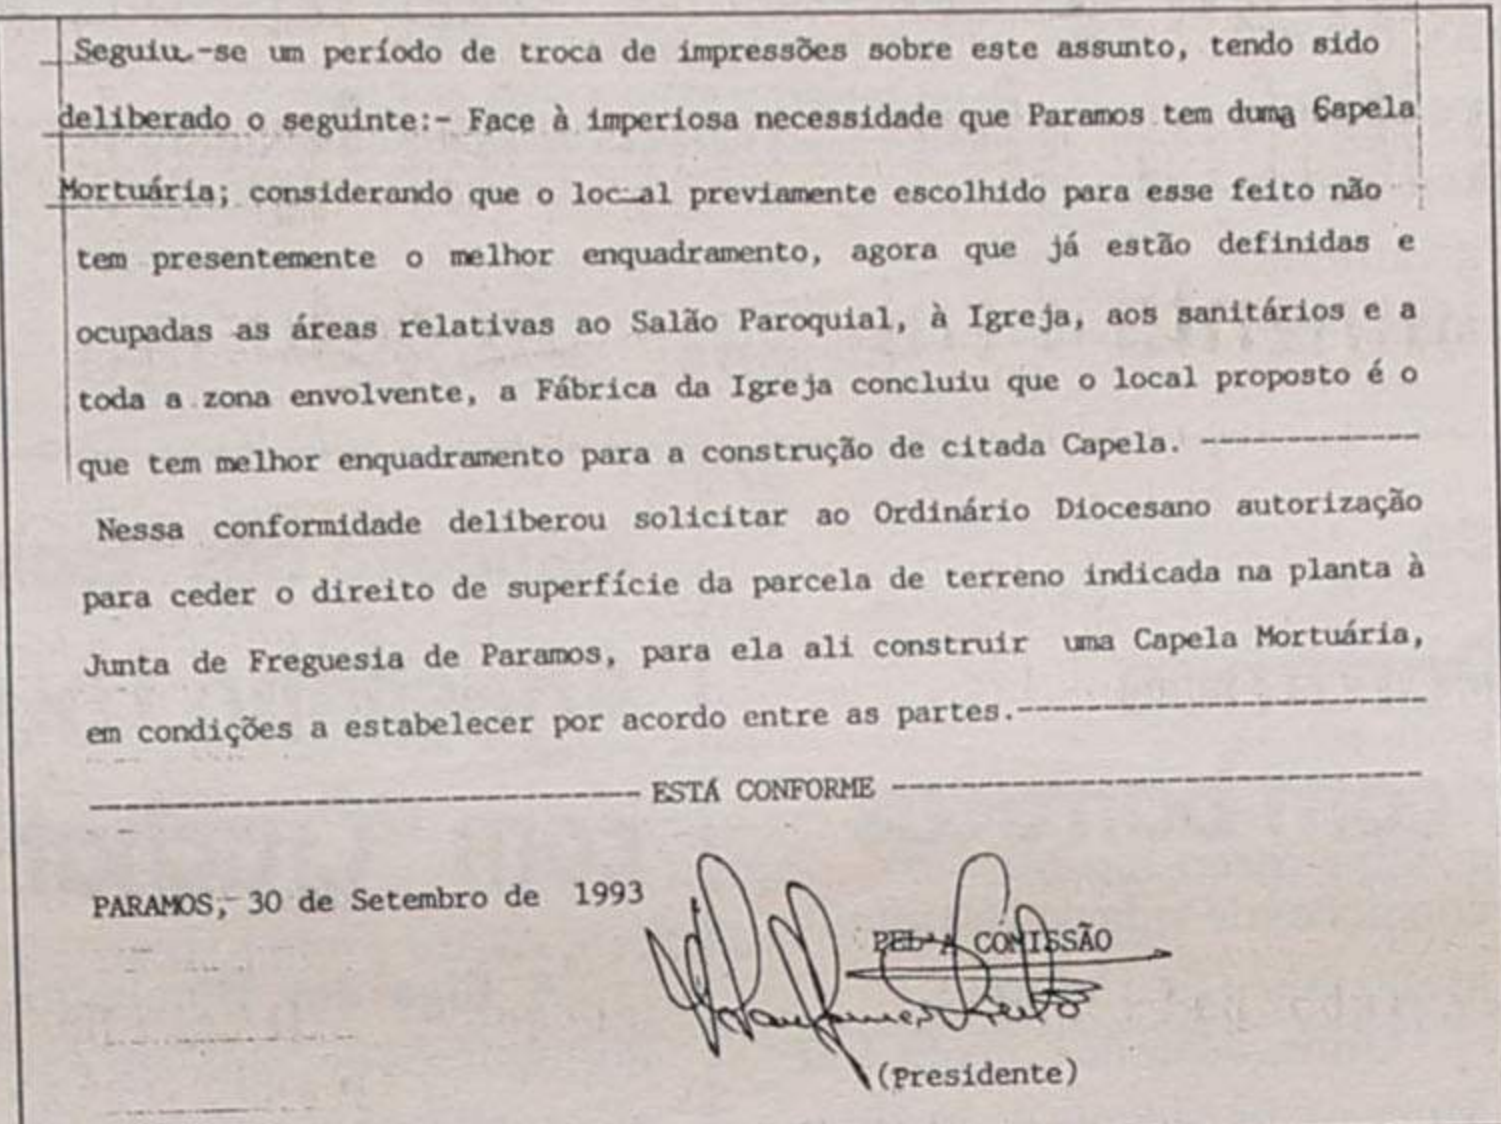 Seguiu-se um período de troca de impressões sobre este assunto, tendo sido
deliberado o seguinte:- Face à imperiosa necessidade que Paramos tem duma Capela
Mortuária; considerando que o local previamente escolhido para esse feito não
tem presentemente o melhor enquadramento, agora que já estão definidas e
ocupadas as áreas relativas ao Salão Paroquial, à Igreja, aos sanitários e a
toda a zona envolvente, a Fábrica da Igreja concluiu que o local proposto é o
que tem melhor enquadramento para a construção de citada Capela. -------------
Nessa conformidade deliberou solicitar ao Ordinário Diocesano autorização
para ceder o direito de superfície da parcela de terreno indicada na planta à
Junta de Freguesia de Paramos, para ela ali construir uma Capela Mortuária,
em condições a estabelecer por acordo entre as partes.------------------------
-------------------------------- ESTÁ CONFORME -------------------------------
PARAMOS, 30 de Setembro de 1993
PEL'A COMISSÃO
(Presidente)